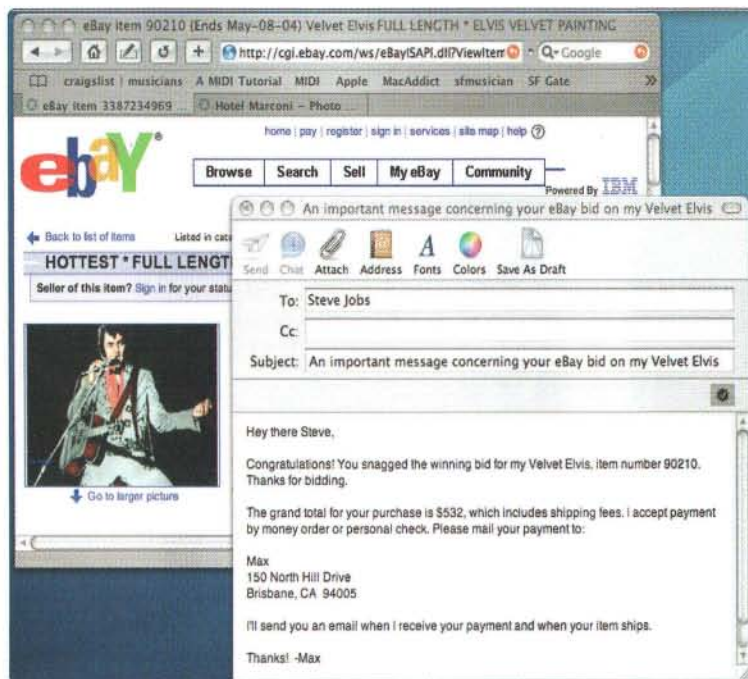 eBay item 90210 (Ends May-08-04) Velvet Elvis FULL LENGTH * ELVIS VELVET PAINTING
http://cgi.ebay.com/ws/eBayISAPI.dll?ViewItem
Google
craigslist | musicians A MIDI Tutorial MIDI Apple MacAddict sfmusician SF Gate »
eBay item 3387234969 ... Hotel Marconi - Photo ...
home | pay | register | sign in | services | site map | help ?
ebay®
Browse Search Sell My eBay Community
Powered By IBM
Back to list of items Listed in cate
HOTTEST * FULL LENGT
Seller of this item? Sign in for your statu
Go to larger picture
An important message concerning your eBay bid on my Velvet Elvis
Send Chat Attach Address Fonts Colors Save As Draft
To: Steve Jobs
Cc:
Subject: An important message concerning your eBay bid on my Velvet Elvis
Hey there Steve,
Congratulations! You snagged the winning bid for my Velvet Elvis, item number 90210.
Thanks for bidding.
The grand total for your purchase is $532, which includes shipping fees. I accept payment
by money order or personal check. Please mail your payment to:
Max
150 North Hill Drive
Brisbane, CA 94005
I'll send you an email when I receive your payment and when your item ships.
Thanks! -Max